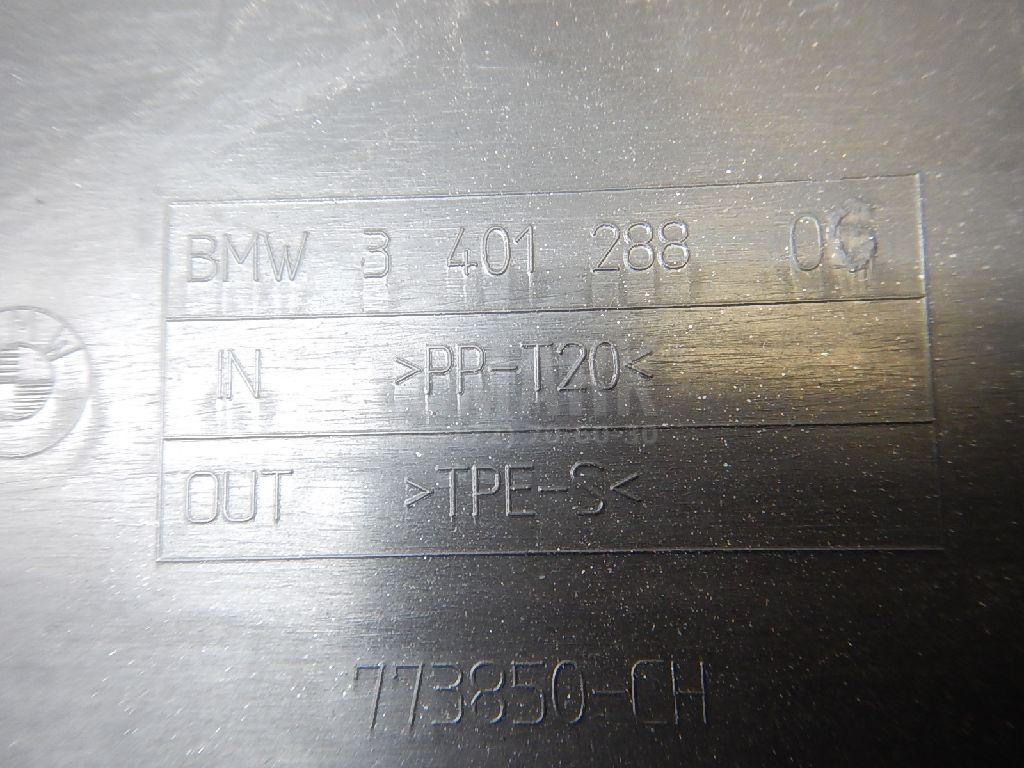 BMW 3 401 288 06
IN >PP-T20<
OUT >TPE-S<
773850-CH